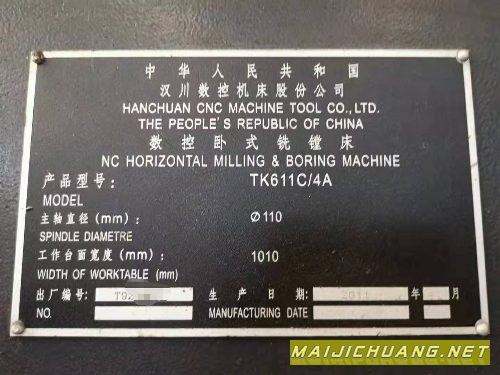 中华人民共和国
汉川数控机床股份公司
HANCHUAN CNC MACHINE TOOL CO.,LTD.
THE PEOPLE'S REPUBLIC OF CHINA
数控卧式铣镗床
NC HORIZONTAL MILLING & BORING MACHINE
产品型号: TK611C/4A
MODEL
主轴直径(mm): Ø110
SPINDLE DIAMETRE
工作台面宽度(mm): 1010
WIDTH OF WORKTABLE (mm)
出厂编号: 生产日期: 2011 年 月
NO. MANUFACTURING DATE
MAIJICHUANG.NET